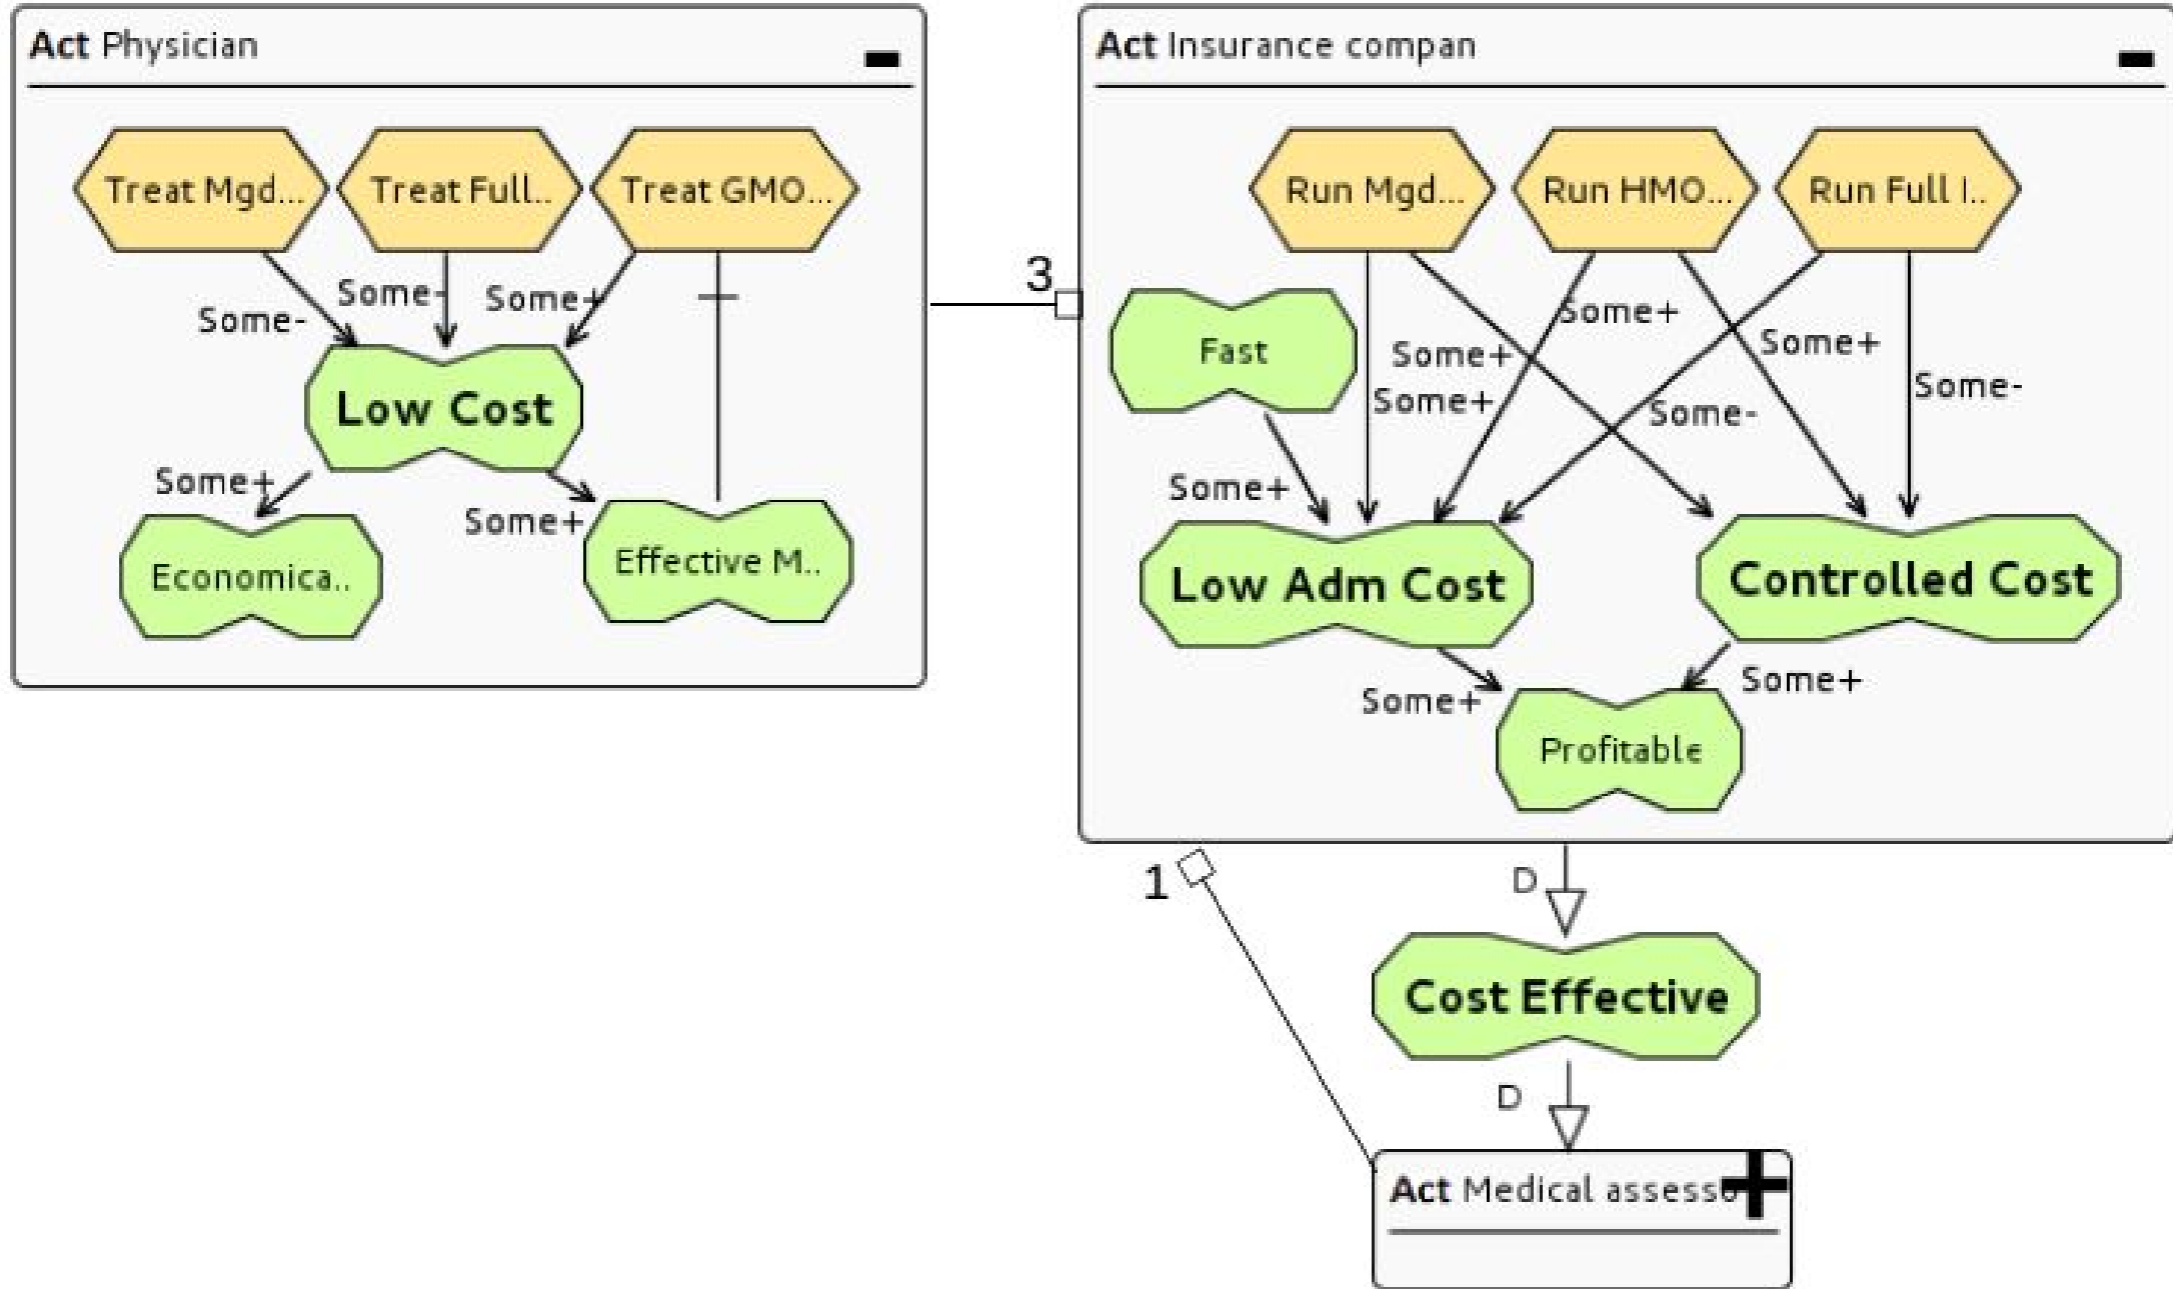 Act Physician
Treat Mgd...
Treat Full..
Treat GMO...
Some-
Some-
Some+
Low Cost
Some+
Some+
Economica..
Effective M..
3
Act Insurance compan
Run Mgd...
Run HMO...
Run Full I..
Fast
Some+
Some+
Some+
Some+
Some-
Some-
Some+
Low Adm Cost
Controlled Cost
Some+
Some+
Profitable
1
D
Cost Effective
D
Act Medical assesso